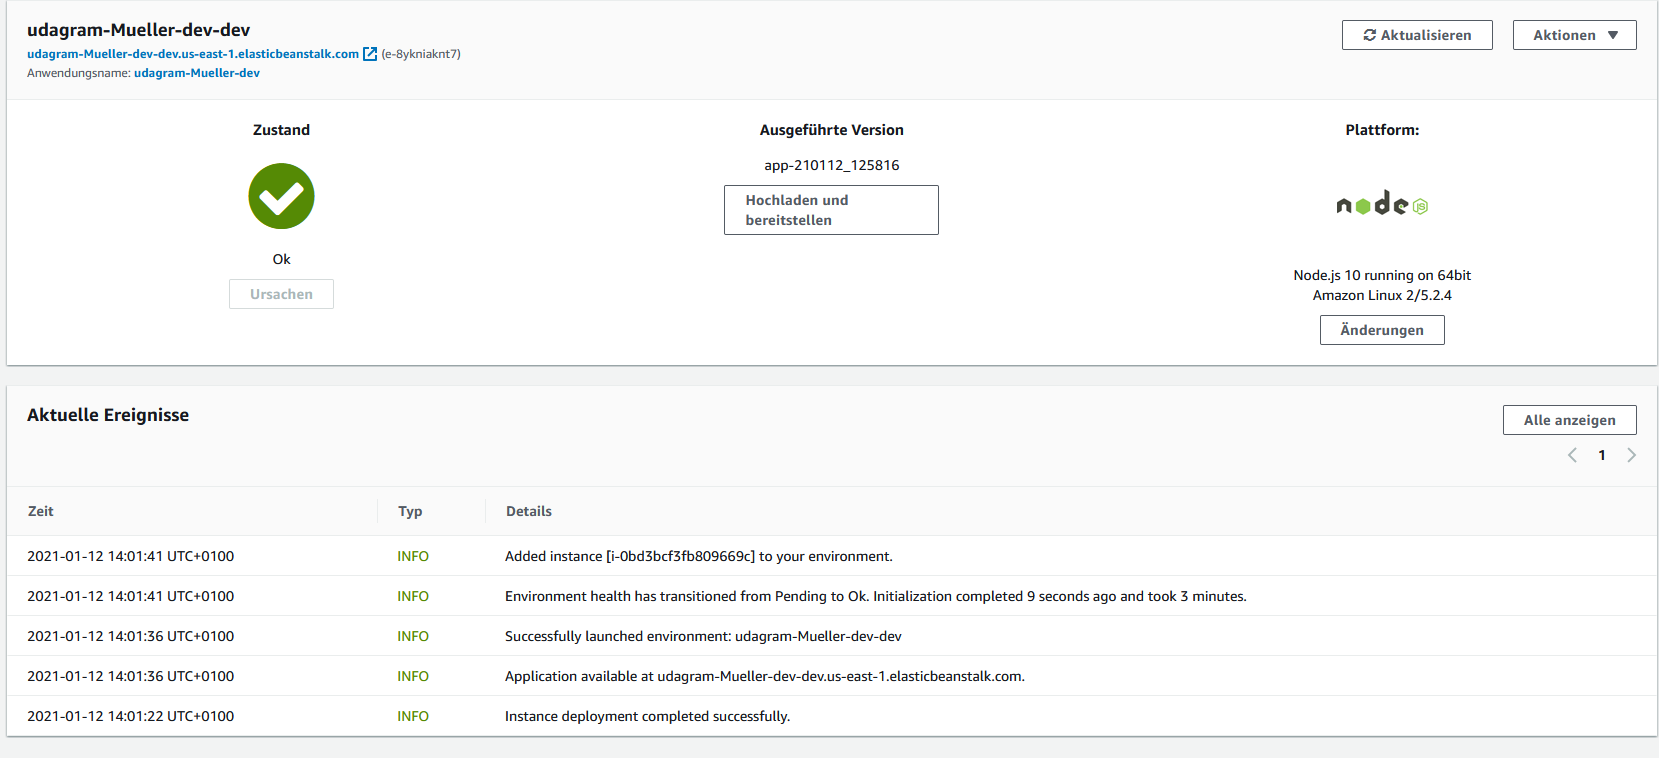 udagram-Mueller-dev-dev
udagram-Mueller-dev-dev.us-east-1.elasticbeanstalk.com (e-8ykniaknt7)
Anwendungsname: udagram-Mueller-dev
Aktualisieren
Aktionen
Zustand
Ok
Ursachen
Ausgeführte Version
app-210112_125816
Hochladen und
bereitstellen
Plattform:
node JS
Node.js 10 running on 64bit
Amazon Linux 2/5.2.4
Änderungen
Aktuelle Ereignisse
Alle anzeigen
1
Zeit Typ Details
2021-01-12 14:01:41 UTC+0100 INFO Added instance [i-0bd3bcf3fb809669c] to your environment.
2021-01-12 14:01:41 UTC+0100 INFO Environment health has transitioned from Pending to Ok. Initialization completed 9 seconds ago and took 3 minutes.
2021-01-12 14:01:36 UTC+0100 INFO Successfully launched environment: udagram-Mueller-dev-dev
2021-01-12 14:01:36 UTC+0100 INFO Application available at udagram-Mueller-dev-dev.us-east-1.elasticbeanstalk.com.
2021-01-12 14:01:22 UTC+0100 INFO Instance deployment completed successfully.